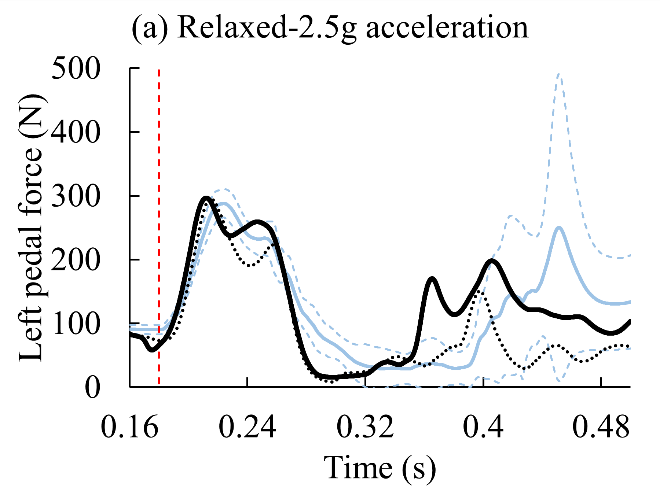 (a) Relaxed-2.5g acceleration
Left pedal force (N)
500
400
300
200
100
0
0.16 0.24 0.32 0.4 0.48
Time (s)